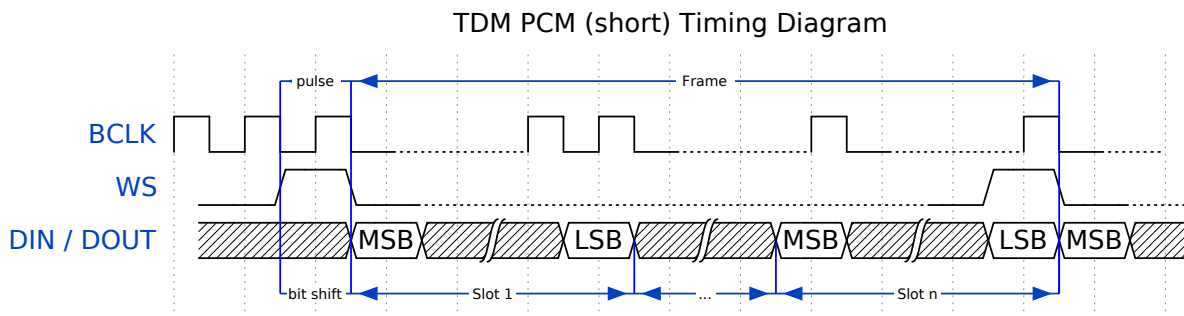 TDM PCM (short) Timing Diagram
pulse Frame
BCLK
WS
DIN / DOUT MSB LSB MSB LSB MSB
bit shift Slot 1 ... Slot n